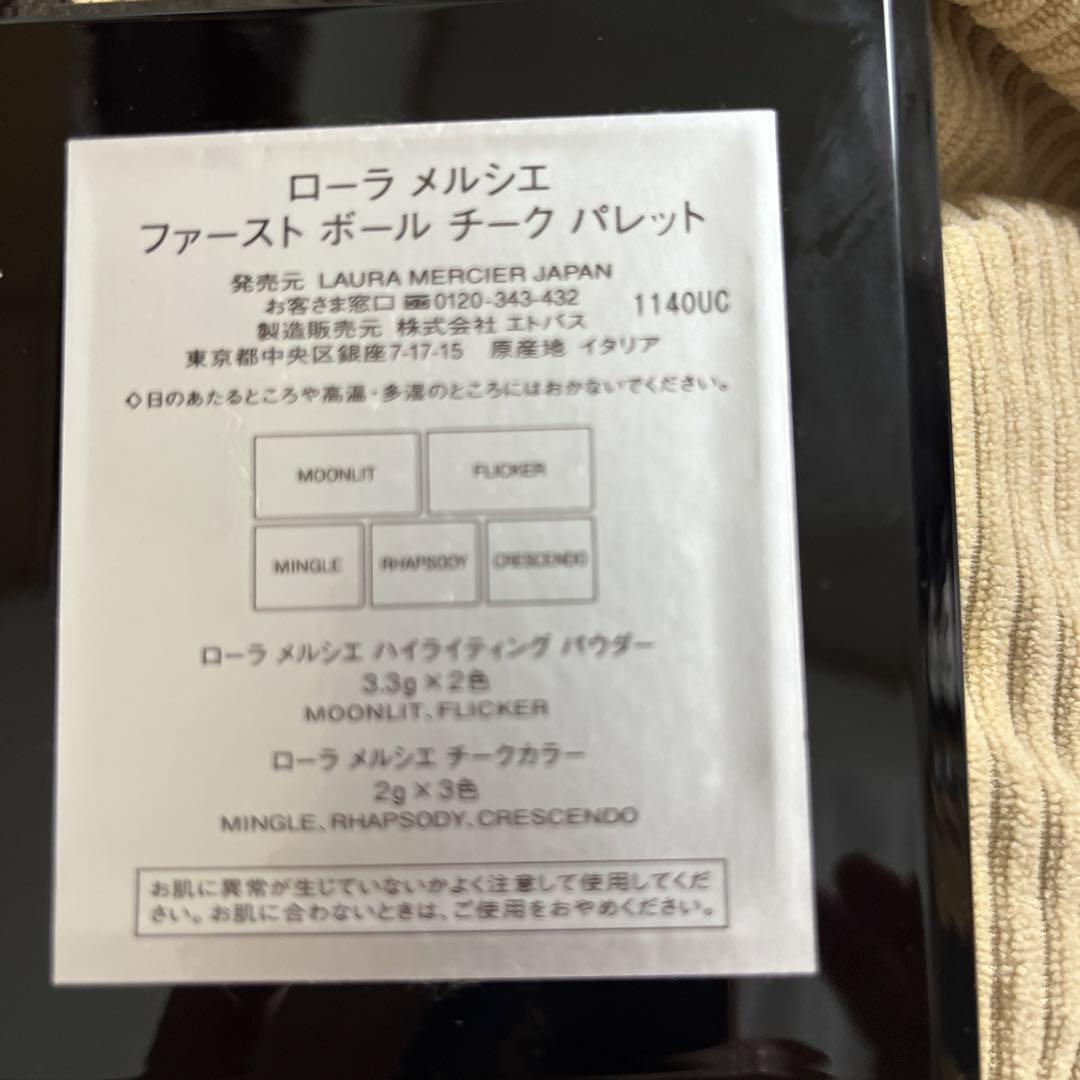 ローラ メルシエ
ファースト ボール チーク パレット
発売元 LAURA MERCIER JAPAN
お客さま窓口 0120-343-432
1140UC
製造販売元 株式会社 エトバス
東京都中央区銀座7-17-15 原産地 イタリア
◇日のあたるところや高温・多湿のところにはおかないでください。
MOONLIT FLICKER
MINGLE RHAPSODY CRESCENDO
ローラ メルシエ ハイライティング パウダー
3.3g×2色
MOONLIT、FLICKER
ローラ メルシエ チークカラー
2g×3色
MINGLE、RHAPSODY、CRESCENDO
お肌に異常が生じていないかよく注意して使用してくだ
さい。お肌に合わないときは、ご使用をおやめください。